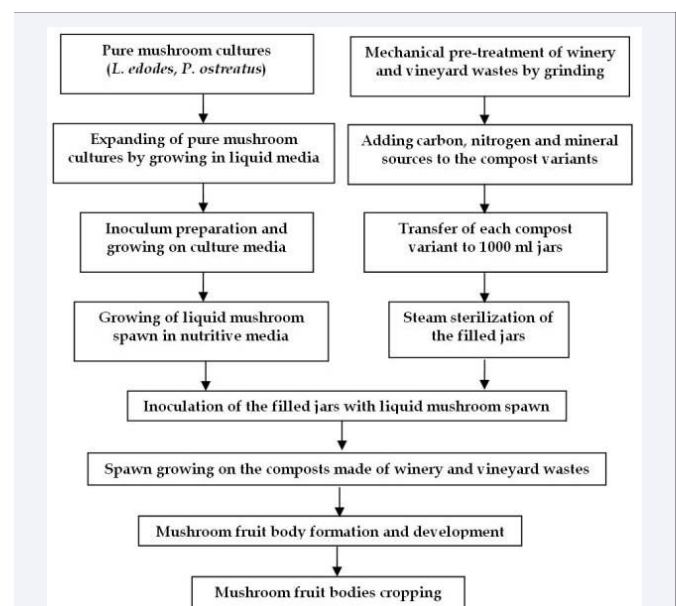 Pure mushroom cultures
(L. edodes, P. ostreatus)
Mechanical pre-treatment of winery
and vineyard wastes by grinding
Expanding of pure mushroom
cultures by growing in liquid media
Adding carbon, nitrogen and mineral
sources to the compost variants
Inoculum preparation and
growing on culture media
Transfer of each compost
variant to 1000 ml jars
Growing of liquid mushroom
spawn in nutritive media
Steam sterilization of
the filled jars
Inoculation of the filled jars with liquid mushroom spawn
Spawn growing on the composts made of winery and vineyard wastes
Mushroom fruit body formation and development
Mushroom fruit bodies cropping